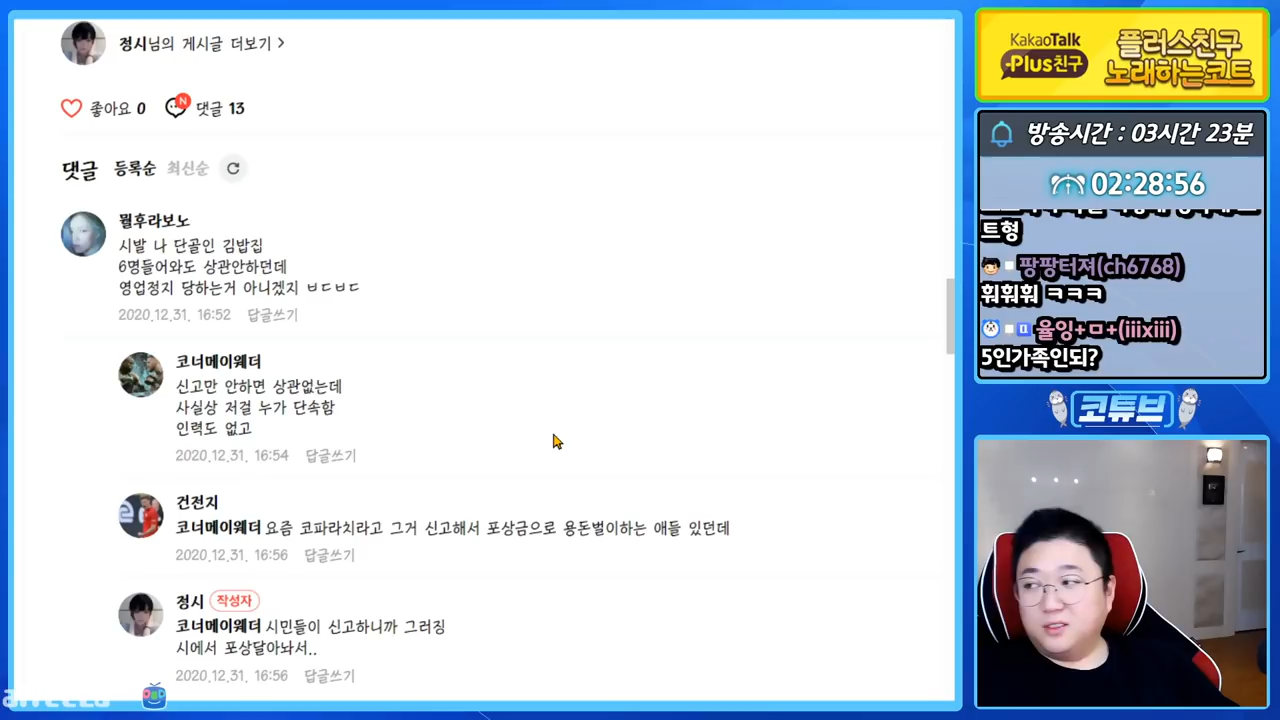 정시님의 게시글 더보기 >
좋아요 0 N 댓글 13
댓글 등록순 최신순
뭘후라보노
시발 나 단골인 김밥집
6명들어와도 상관안하던데
영업정지 당하는거 아니겠지 ㅂㄷㅂㄷ
2020.12.31. 16:52 답글쓰기
코너메이웨더
신고만 안하면 상관없는데
사실상 저걸 누가 단속함
인력도 없고
2020.12.31. 16:54 답글쓰기
건전지
코너메이웨더 요즘 코파라치라고 그거 신고해서 포상금으로 용돈벌이하는 애들 있던데
2020.12.31. 16:56 답글쓰기
정시 작성자
코너메이웨더 시민들이 신고하니까 그러징
시에서 포상달아놔서..
2020.12.31. 16:56 답글쓰기
KakaoTalk
Plus친구
플러스친구
노래하는코트
방송시간 : 03시간 23분
02:28:56
트형
팡팡터져(ch6768)
훠훠훠 ㅋㅋㅋ
율잉+ㅁ+(iiixiii)
5인가족인되?
코튜브